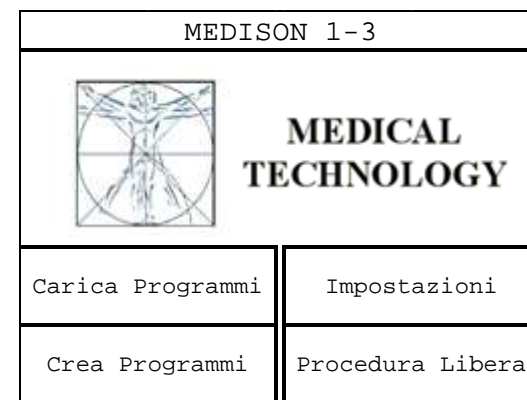 MEDISON 1-3
MEDICAL
TECHNOLOGY
Carica Programmi
Impostazioni
Crea Programmi
Procedura Libera